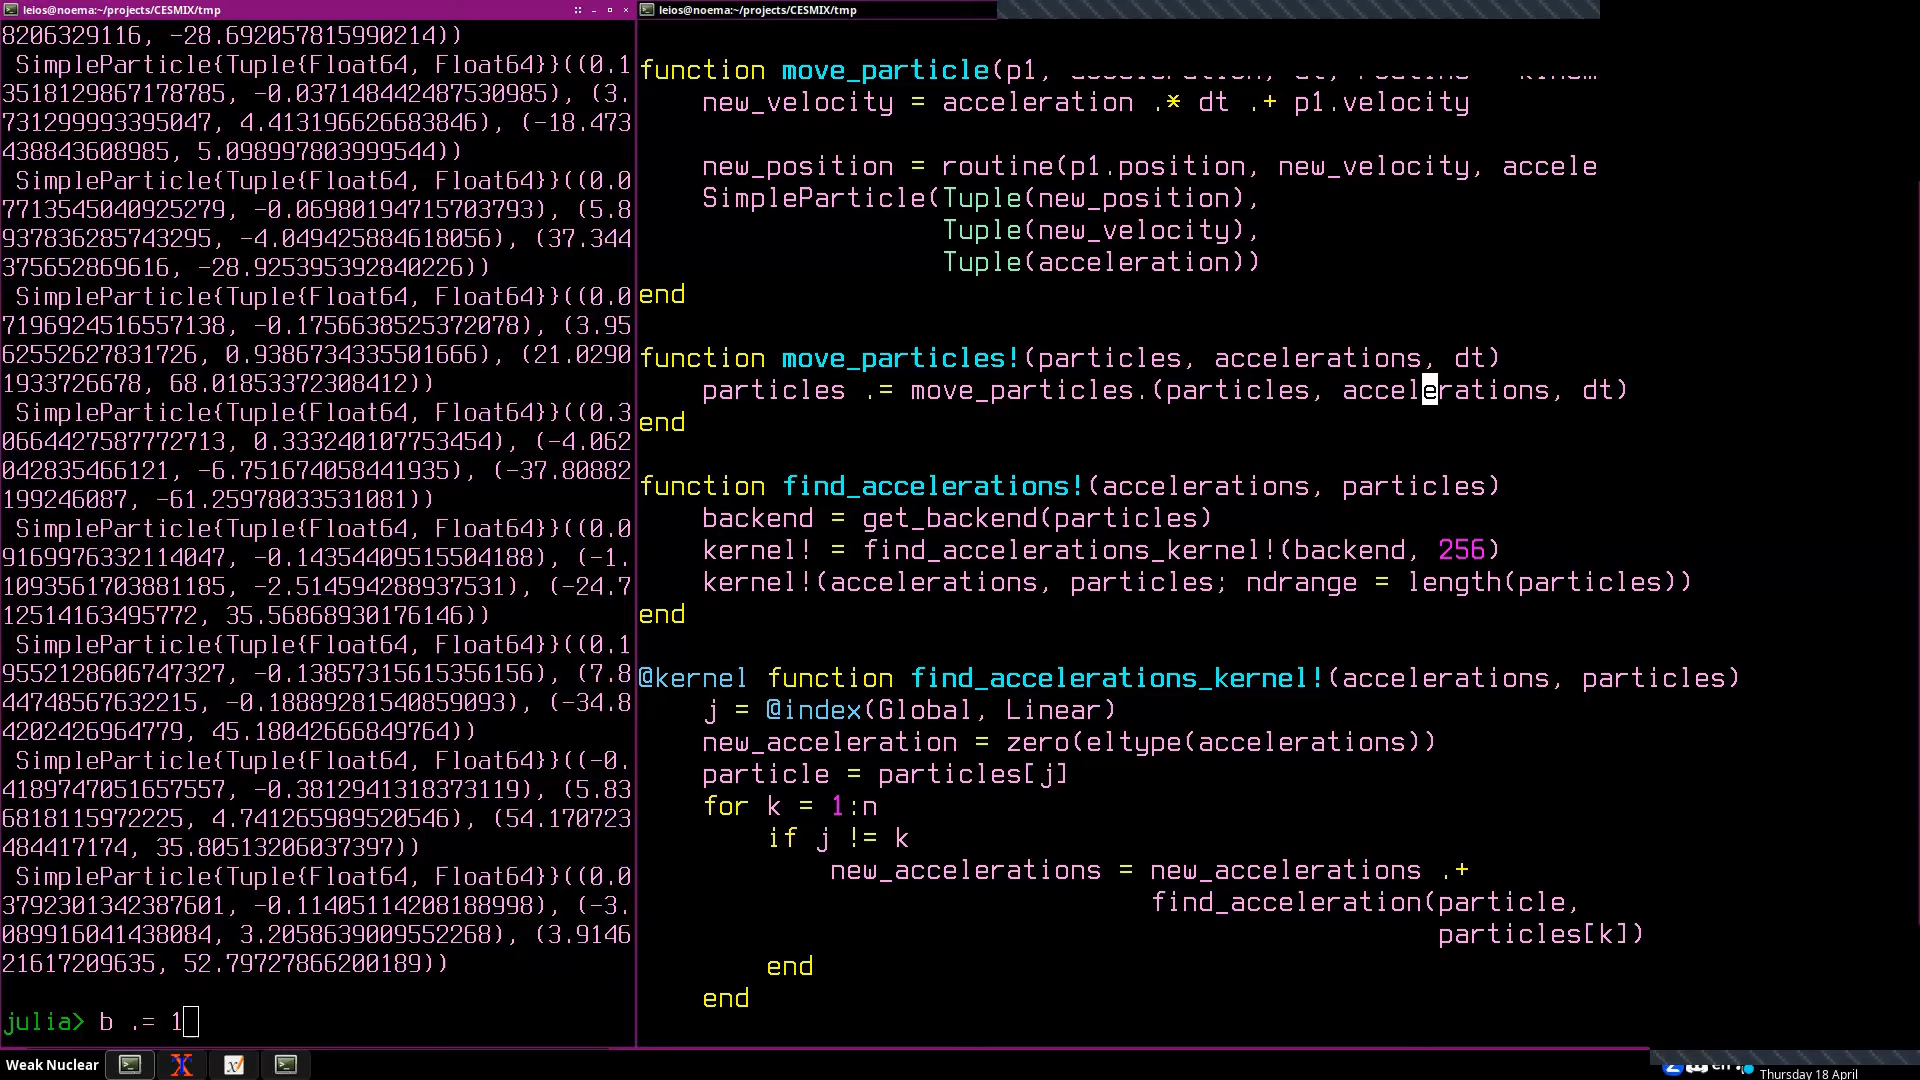 leios@noema:~/projects/CESMIX/tmp
8206329116, -28.692057815990214))
SimpleParticle{Tuple{Float64, Float64}}((0.1
3518129867178785, -0.037148442487530985), (3.
731299993395047, 4.413196626683846), (-18.473
438843608985, 5.098997803999544))
SimpleParticle{Tuple{Float64, Float64}}((0.0
7713545040925279, -0.06980194715703793), (5.8
937836285743295, -4.049425884618056), (37.344
375652869616, -28.925395392840226))
SimpleParticle{Tuple{Float64, Float64}}((0.0
7196924516557138, -0.1756638525372078), (3.95
62552627831726, 0.9386734335501666), (21.0290
1933726678, 68.01853372308412))
SimpleParticle{Tuple{Float64, Float64}}((0.3
0664427587772713, 0.333240107753454), (-4.062
042835466121, -6.751674058441935), (-37.80882
199246087, -61.25978033531081))
SimpleParticle{Tuple{Float64, Float64}}((0.0
9169976332114047, -0.14354409515504188), (-1.
1093561703881185, -2.514594288937531), (-24.7
12514163495772, 35.56868930176146))
SimpleParticle{Tuple{Float64, Float64}}((0.1
9552128606747327, -0.13857315615356156), (7.8
44748567632215, -0.18889281540859093), (-34.8
4202426964779, 45.18042666849764))
SimpleParticle{Tuple{Float64, Float64}}((-0.
41897470516575​57, -0.3812941318373119), (5.83
6818115972225, 4.741265989520546), (54.170723
484417174, 35.80513206037397))
SimpleParticle{Tuple{Float64, Float64}}((0.0
3792301342387601, -0.11405114208188998), (-3.
089916041438084, 3.2058639009552268), (3.9146
21617209635, 52.79727866200189))
julia> b .= 1
leios@noema:~/projects/CESMIX/tmp
function move_particle(p1,
new_velocity = acceleration .* dt .+ p1.velocity
new_position = routine(p1.position, new_velocity, accele
SimpleParticle(Tuple(new_position),
Tuple(new_velocity),
Tuple(acceleration))
end
function move_particles!(particles, accelerations, dt)
particles .= move_particles.(particles, accelerations, dt)
end
function find_accelerations!(accelerations, particles)
backend = get_backend(particles)
kernel! = find_accelerations_kernel!(backend, 256)
kernel!(accelerations, particles; ndrange = length(particles))
end
@kernel function find_accelerations_kernel!(accelerations, particles)
j = @index(Global, Linear)
new_acceleration = zero(eltype(accelerations))
particle = particles[j]
for k = 1:n
if j != k
new_accelerations = new_accelerations .+
find_acceleration(particle,
particles[k])
end
end
Weak Nuclear
Thursday 18 April